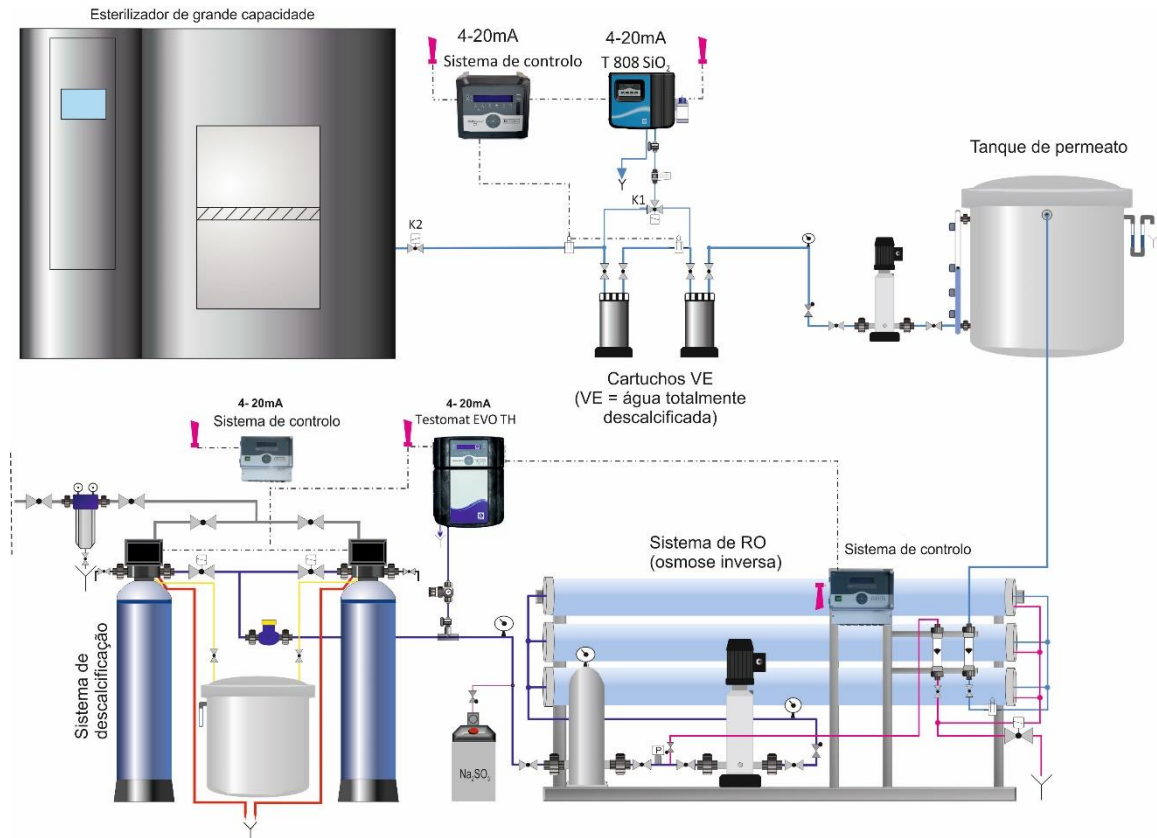 Esterilizador de grande capacidade
4-20mA
Sistema de controlo
4-20mA
T 808 SiO₂
Tanque de permeato
K1
K2
Cartuchos VE
(VE = água totalmente
descalcificada)
4- 20mA
Sistema de controlo
4- 20mA
Testomat EVO TH
Sistema de RO
(osmose inversa)
Sistema de controlo
Sistema de
descalcificação
Na₂SO₃
P